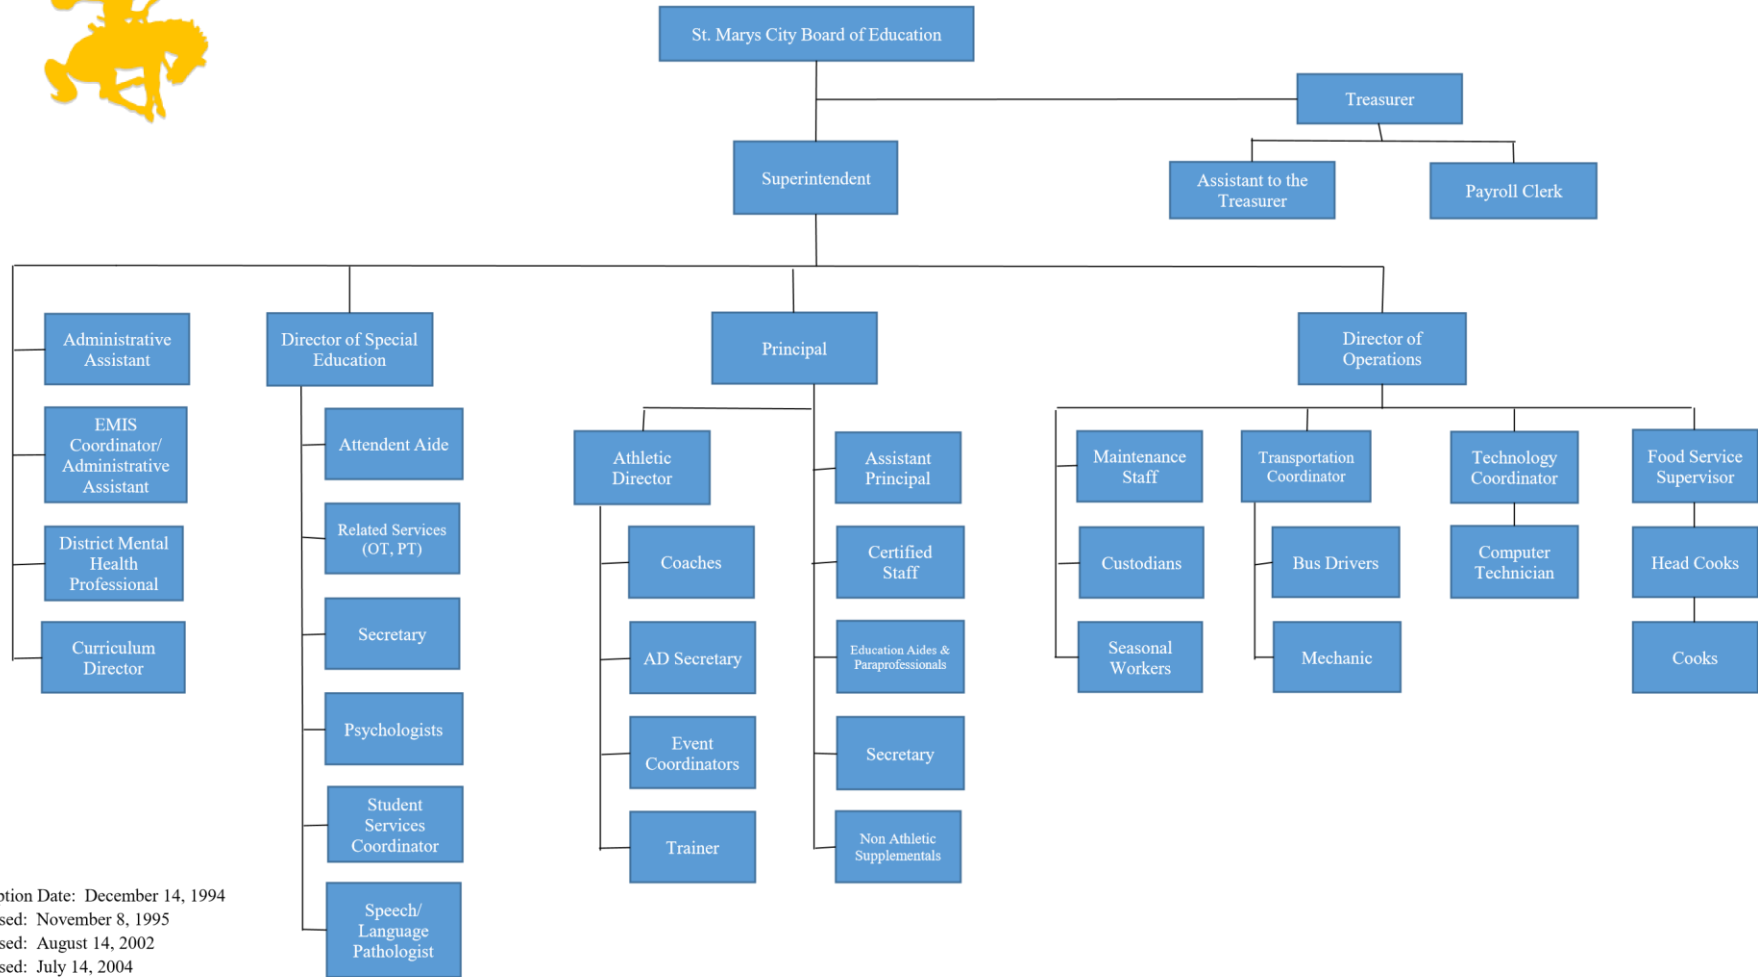 St. Marys City Board of Education
Treasurer
Superintendent
Assistant to the
Treasurer
Payroll Clerk
Administrative
Assistant
EMIS
Coordinator/
Administrative
Assistant
District Mental
Health
Professional
Curriculum
Director
Director of Special
Education
Attendent Aide
Related Services
(OT, PT)
Secretary
Psychologists
Student
Services
Coordinator
Speech/
Language
Pathologist
Principal
Athletic
Director
Coaches
AD Secretary
Event
Coordinators
Trainer
Assistant
Principal
Certified
Staff
Education Aides &
Paraprofessionals
Secretary
Non Athletic
Supplementals
Director of
Operations
Maintenance
Staff
Custodians
Seasonal
Workers
Transportation
Coordinator
Bus Drivers
Mechanic
Technology
Coordinator
Computer
Technician
Food Service
Supervisor
Head Cooks
Cooks
ption Date: December 14, 1994
sed: November 8, 1995
sed: August 14, 2002
sed: July 14, 2004